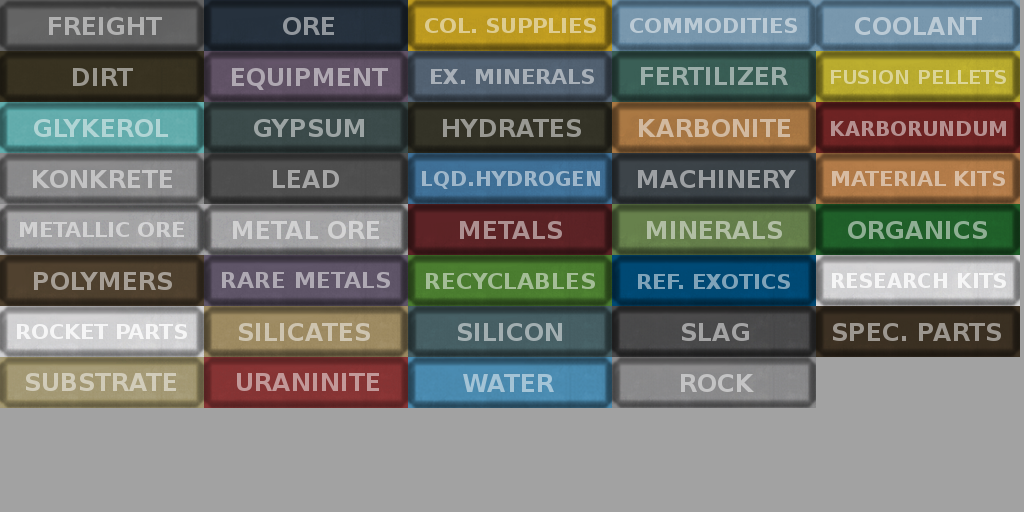 FREIGHT ORE COL. SUPPLIES COMMODITIES COOLANT
DIRT EQUIPMENT EX. MINERALS FERTILIZER FUSION PELLETS
GLYKEROL GYPSUM HYDRATES KARBONITE KARBORUNDUM
KONKRETE LEAD LQD.HYDROGEN MACHINERY MATERIAL KITS
METALLIC ORE METAL ORE METALS MINERALS ORGANICS
POLYMERS RARE METALS RECYCLABLES REF. EXOTICS RESEARCH KITS
ROCKET PARTS SILICATES SILICON SLAG SPEC. PARTS
SUBSTRATE URANINITE WATER ROCK